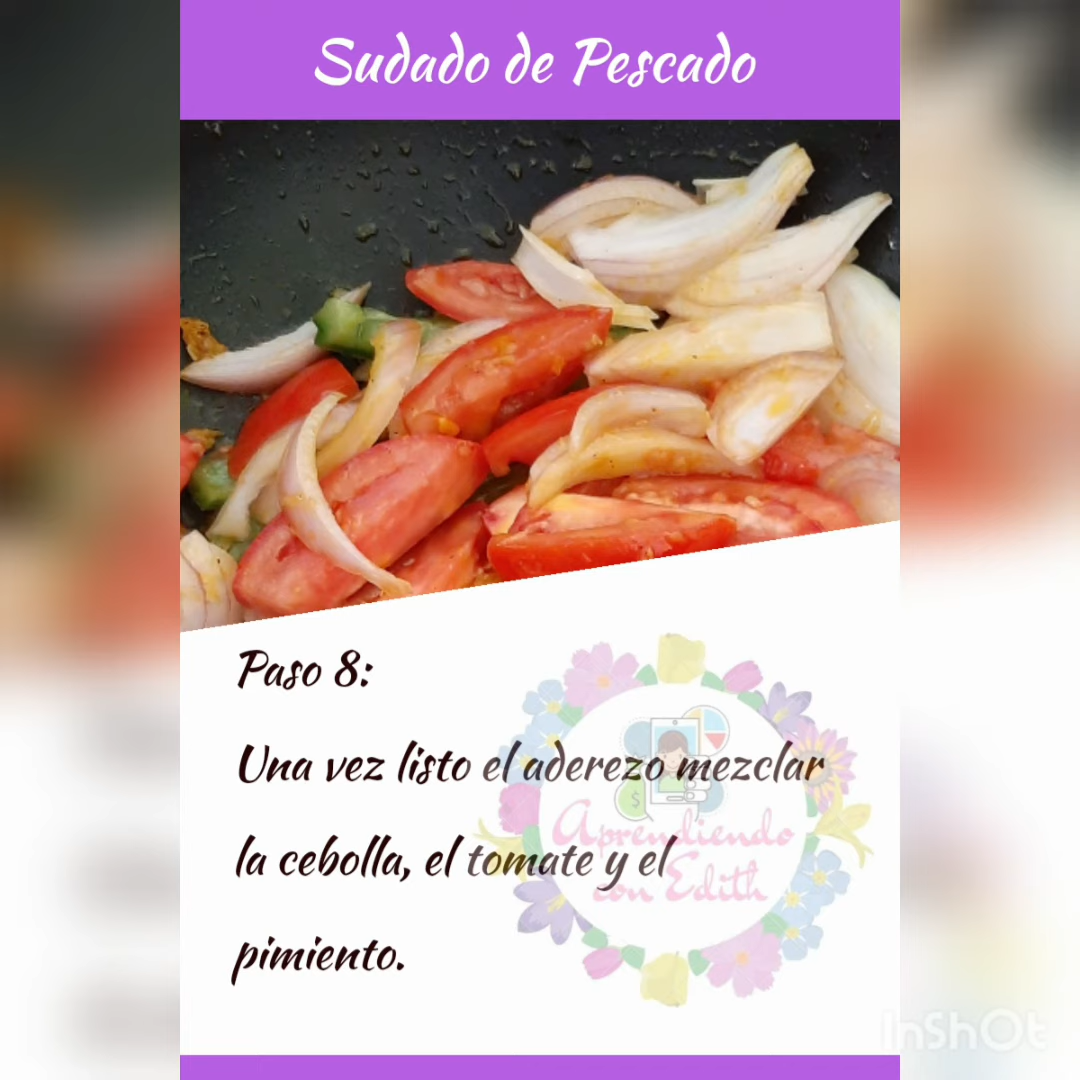 Sudado de Pescado
Paso 8:
Una vez listo el aderezo mezclar
la cebolla, el tomate y el
pimiento.
Aprendiendo
con Edith
$
InShOt